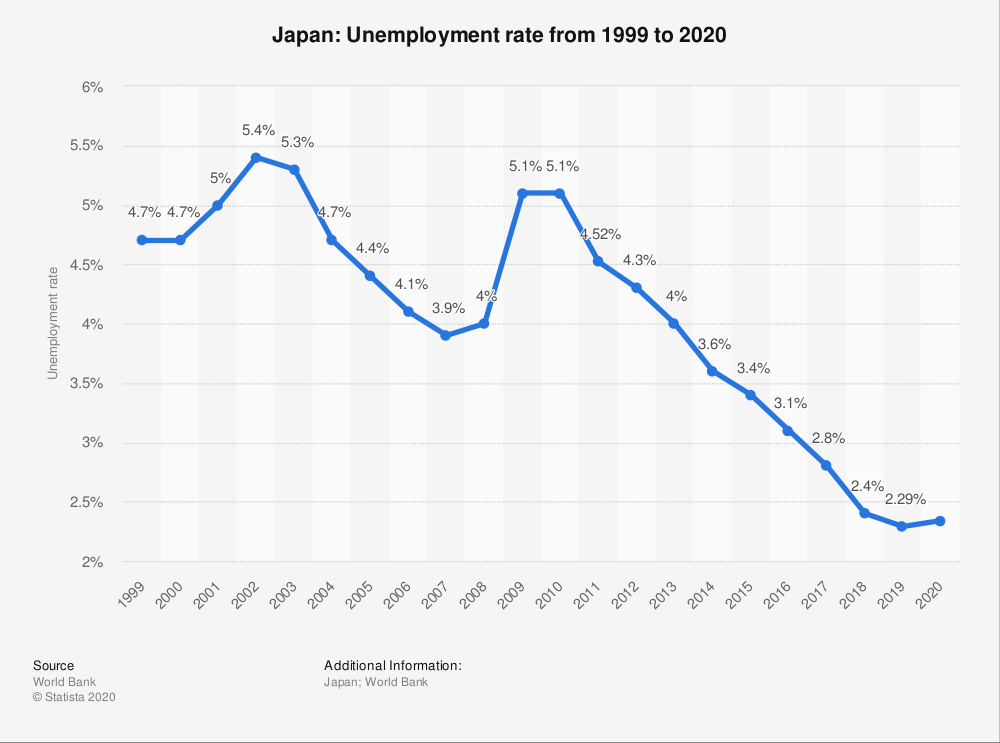 Japan: Unemployment rate from 1999 to 2020
6%
5.5%
5%
4.5%
4%
3.5%
3%
2.5%
2%
Unemployment rate
4.7% 4.7% 5% 5.4% 5.3% 4.7% 4.4% 4.1% 3.9% 4% 5.1% 5.1% 4.52% 4.3% 4% 3.6% 3.4% 3.1% 2.8% 2.4% 2.29%
1999 2000 2001 2002 2003 2004 2005 2006 2007 2008 2009 2010 2011 2012 2013 2014 2015 2016 2017 2018 2019 2020
Source
World Bank
© Statista 2020
Additional Information:
Japan; World Bank